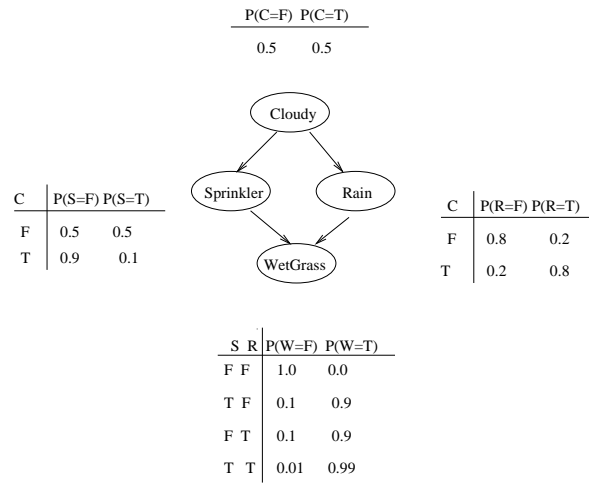 P(C=F) P(C=T)
0.5 0.5
Cloudy
Sprinkler
Rain
WetGrass
C P(S=F) P(S=T)
F 0.5 0.5
T 0.9 0.1
C P(R=F) P(R=T)
F 0.8 0.2
T 0.2 0.8
S R P(W=F) P(W=T)
F F 1.0 0.0
T F 0.1 0.9
F T 0.1 0.9
T T 0.01 0.99